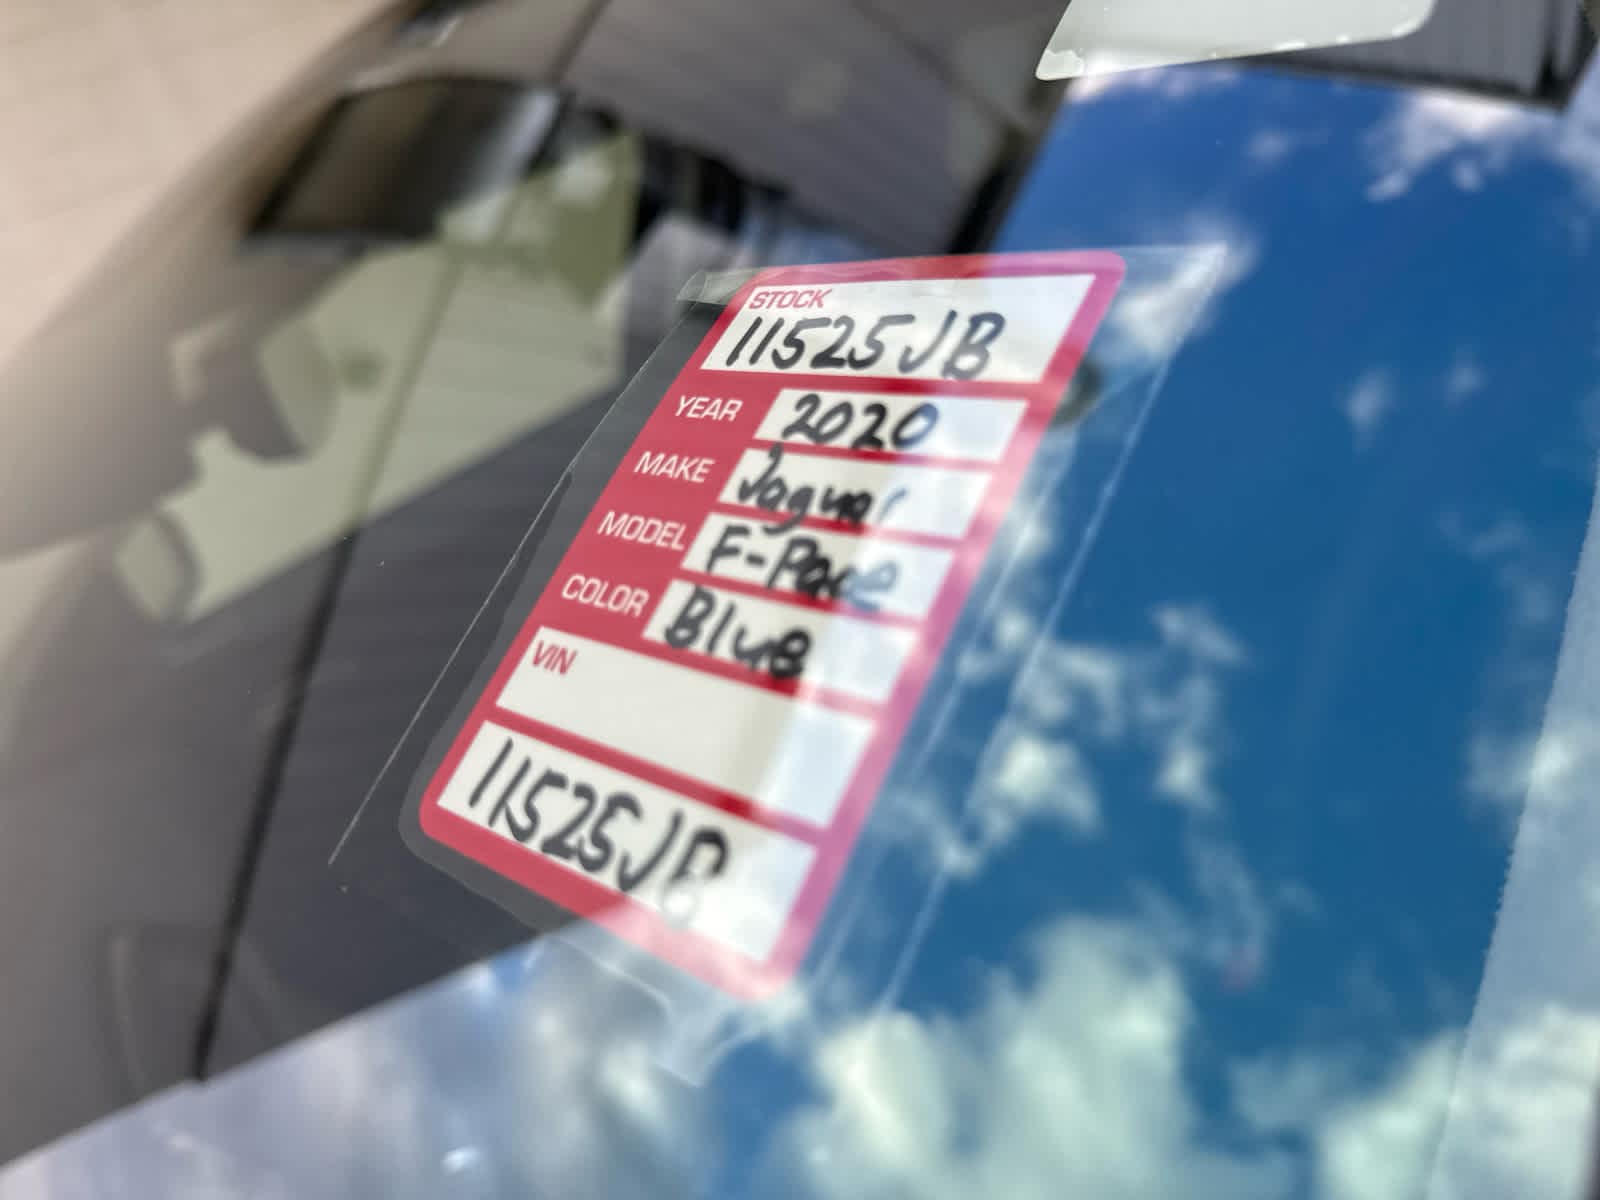 STOCK
11525JB
YEAR 2020
MAKE Jaguar
MODEL F-Pace
COLOR Blue
VIN
11525JB